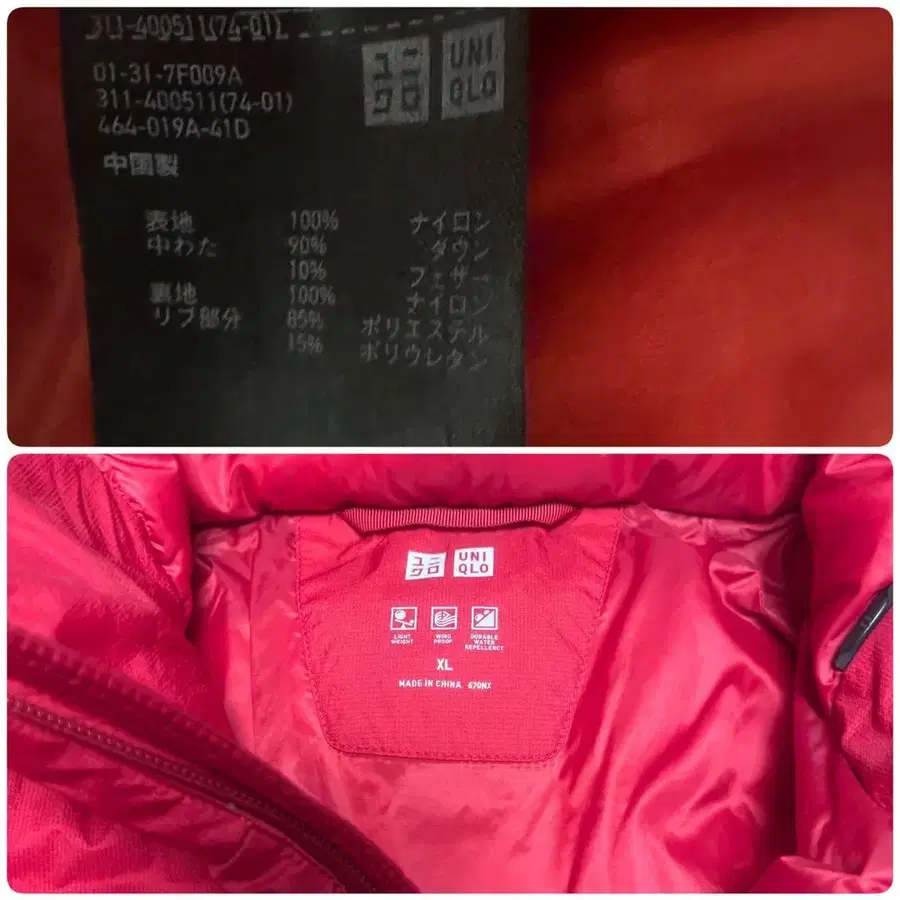 311-400511(74-01)
01-31-7F009A
311-400511(74-01)
464-019A-41D
中国製
ユニ
クロ
UNI
QLO
表地 100% ナイロン
中わた 90% ダウン
10% フェザー
裏地 100% ナイロン
リブ部分 85% ポリエステル
15% ポリウレタン
ユニ
クロ
UNI
QLO
LIGHT
WEIGHT
WIND
PROOF
DURABLE
WATER
REPELLENCY
XL
MADE IN CHINA 670NX